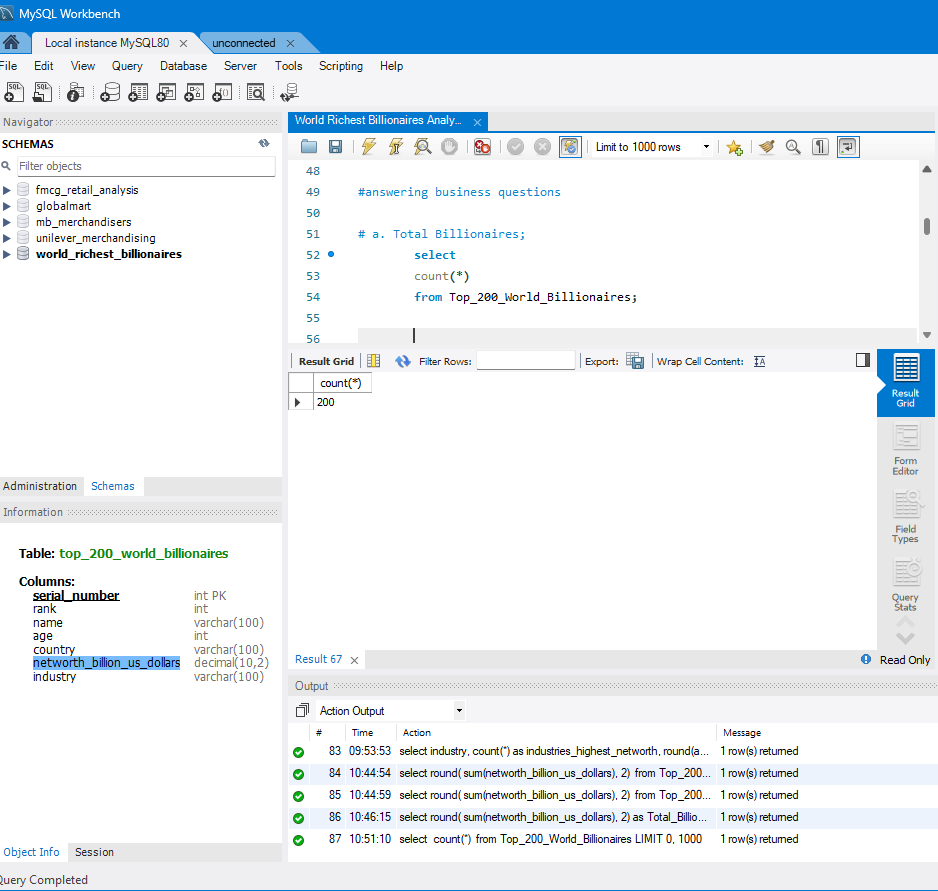 MySQL Workbench
Local instance MySQL80 unconnected
File Edit View Query Database Server Tools Scripting Help
Navigator
SCHEMAS
Filter objects
fmcg_retail_analysis
globalmart
mb_merchandisers
unilever_merchandising
world_richest_billionaires
Administration Schemas
Information
Table: top_200_world_billionaires
Columns:
serial_number int PK
rank int
name varchar(100)
age int
country varchar(100)
networth_billion_us_dollars decimal(10,2)
industry varchar(100)
Object Info Session
World Richest Billionaires Analy...
Limit to 1000 rows
48
49 #answering business questions
50
51 # a. Total Billionaires;
52 select
53 count(*)
54 from Top_200_World_Billionaires;
55
56
Result Grid Filter Rows: Export: Wrap Cell Content:
count(*)
200
Result Grid
Form Editor
Field Types
Query Stats
Result 67 Read Only
Output
Action Output
# Time Action Message
83 09:53:53 select industry, count(*) as industries_highest_networth, round(a... 1 row(s) returned
84 10:44:54 select round( sum(networth_billion_us_dollars), 2) from Top_200... 1 row(s) returned
85 10:44:59 select round( sum(networth_billion_us_dollars), 2) from Top_200... 1 row(s) returned
86 10:46:15 select round( sum(networth_billion_us_dollars), 2) as Total_Billio... 1 row(s) returned
87 10:51:10 select count(*) from Top_200_World_Billionaires LIMIT 0, 1000 1 row(s) returned
Query Completed